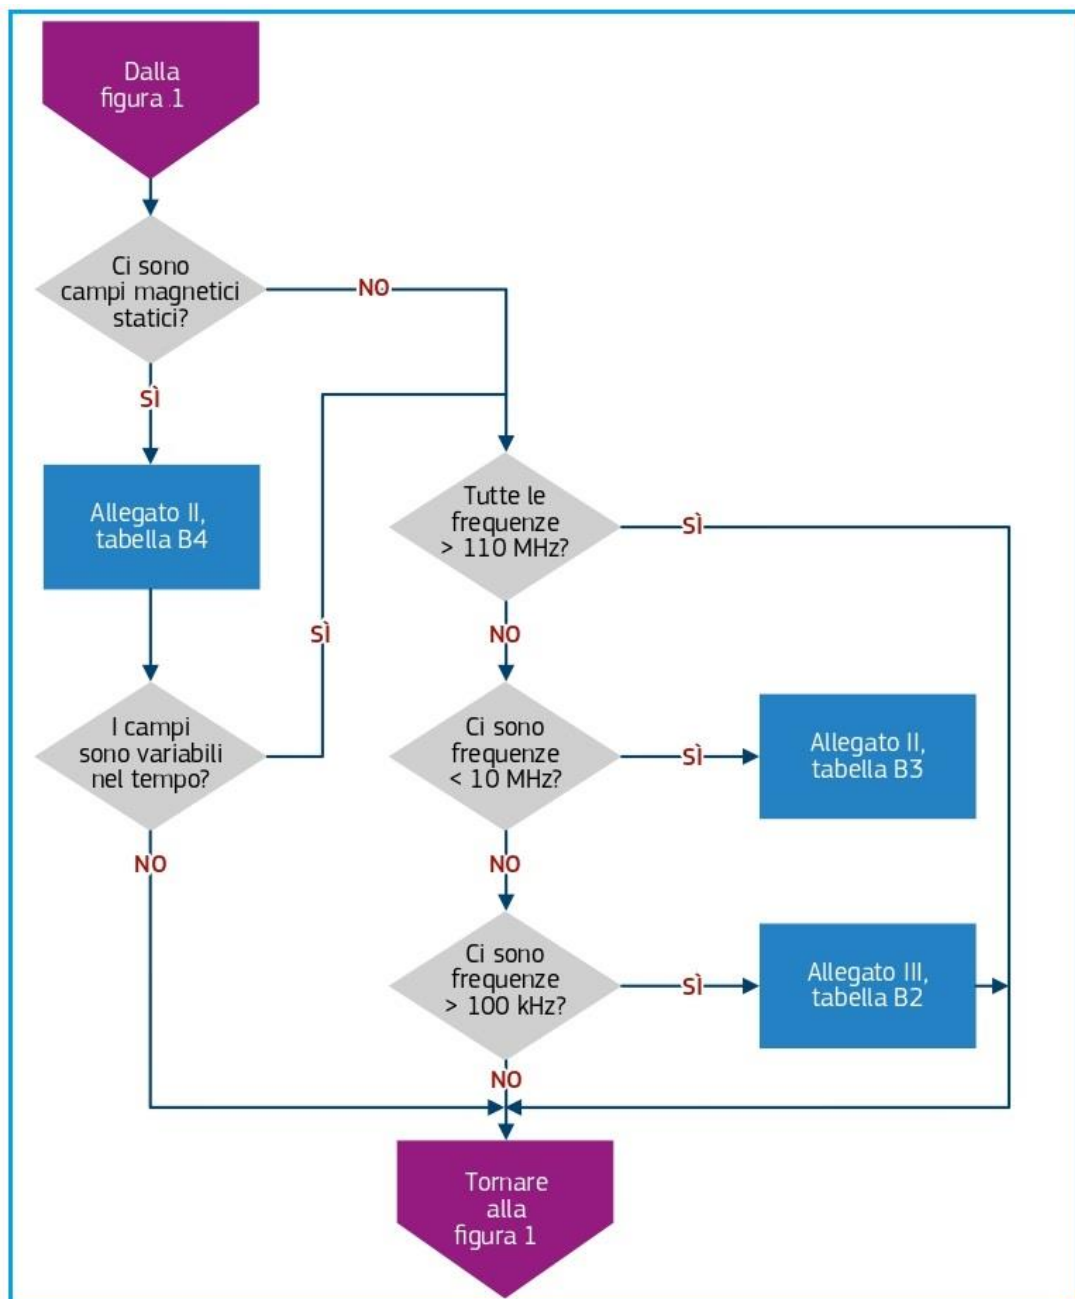 Dalla
figura 1
Ci sono
campi magnetici
statici?
NO
SÌ
Allegato II,
tabella B4
SÌ
I campi
sono variabili
nel tempo?
NO
Tutte le
frequenze
> 110 MHz?
SÌ
NO
Ci sono
frequenze
< 10 MHz?
SÌ
Allegato II,
tabella B3
NO
Ci sono
frequenze
> 100 kHz?
SÌ
Allegato III,
tabella B2
NO
Tornare
alla
figura 1